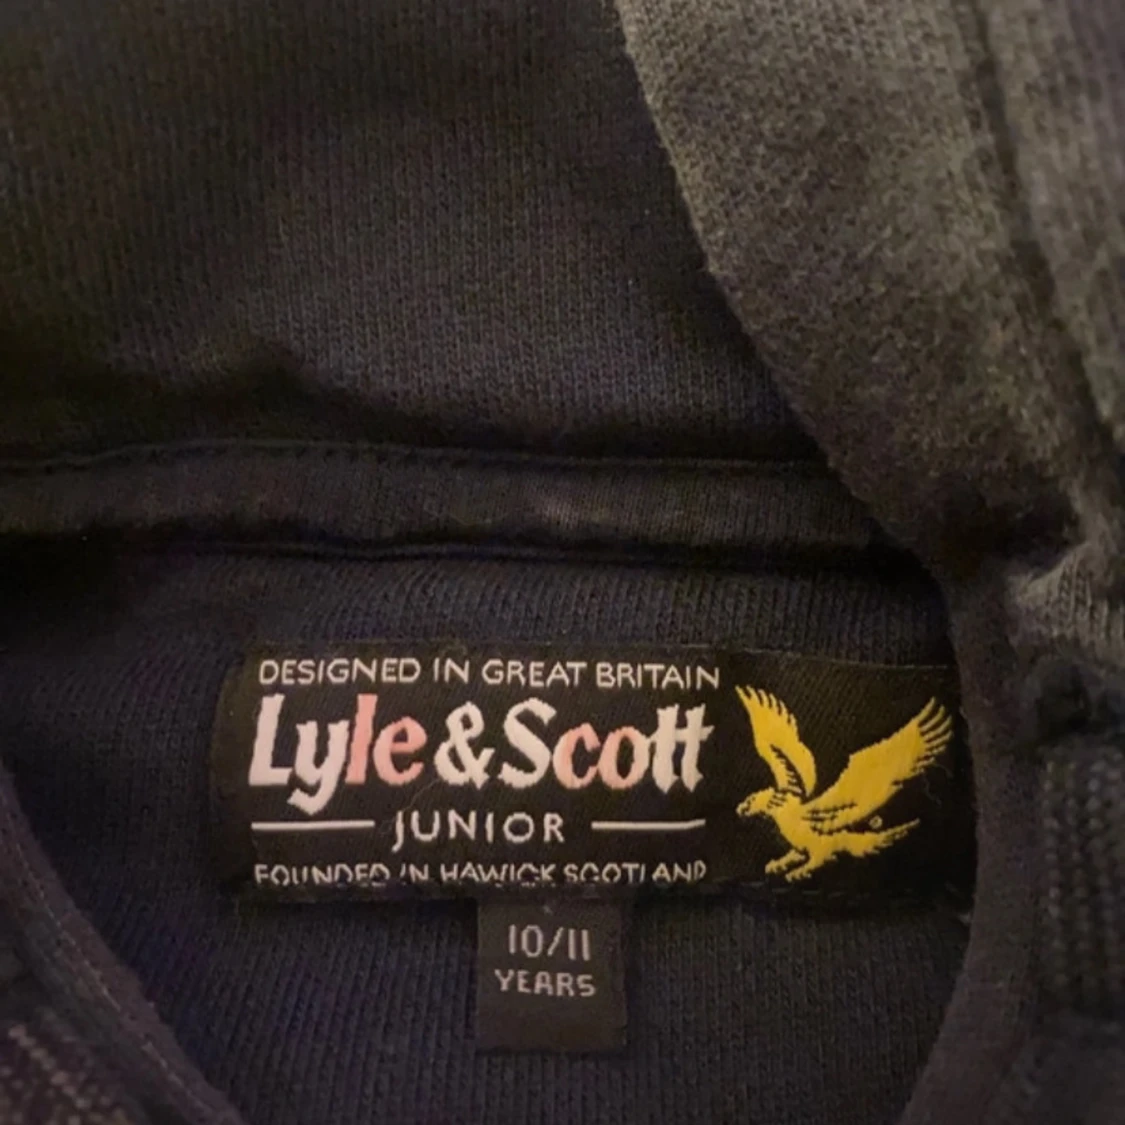 DESIGNED IN GREAT BRITAIN
Lyle & Scott
JUNIOR
FOUNDED IN HAWICK SCOTLAND
10/11
YEARS